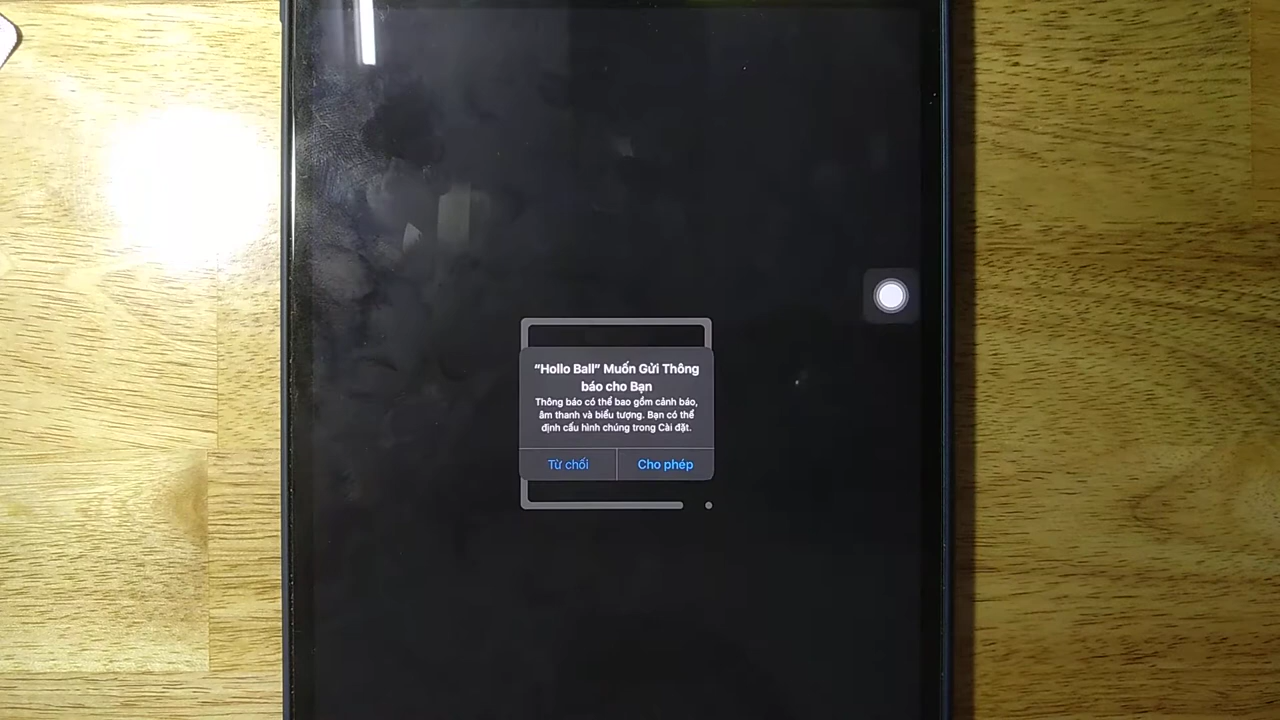 “Hollo Ball” Muốn Gửi Thông
báo cho Bạn
Thông báo có thể bao gồm cảnh báo,
âm thanh và biểu tượng. Bạn có thể
định cấu hình chúng trong Cài đặt.
Từ chối
Cho phép